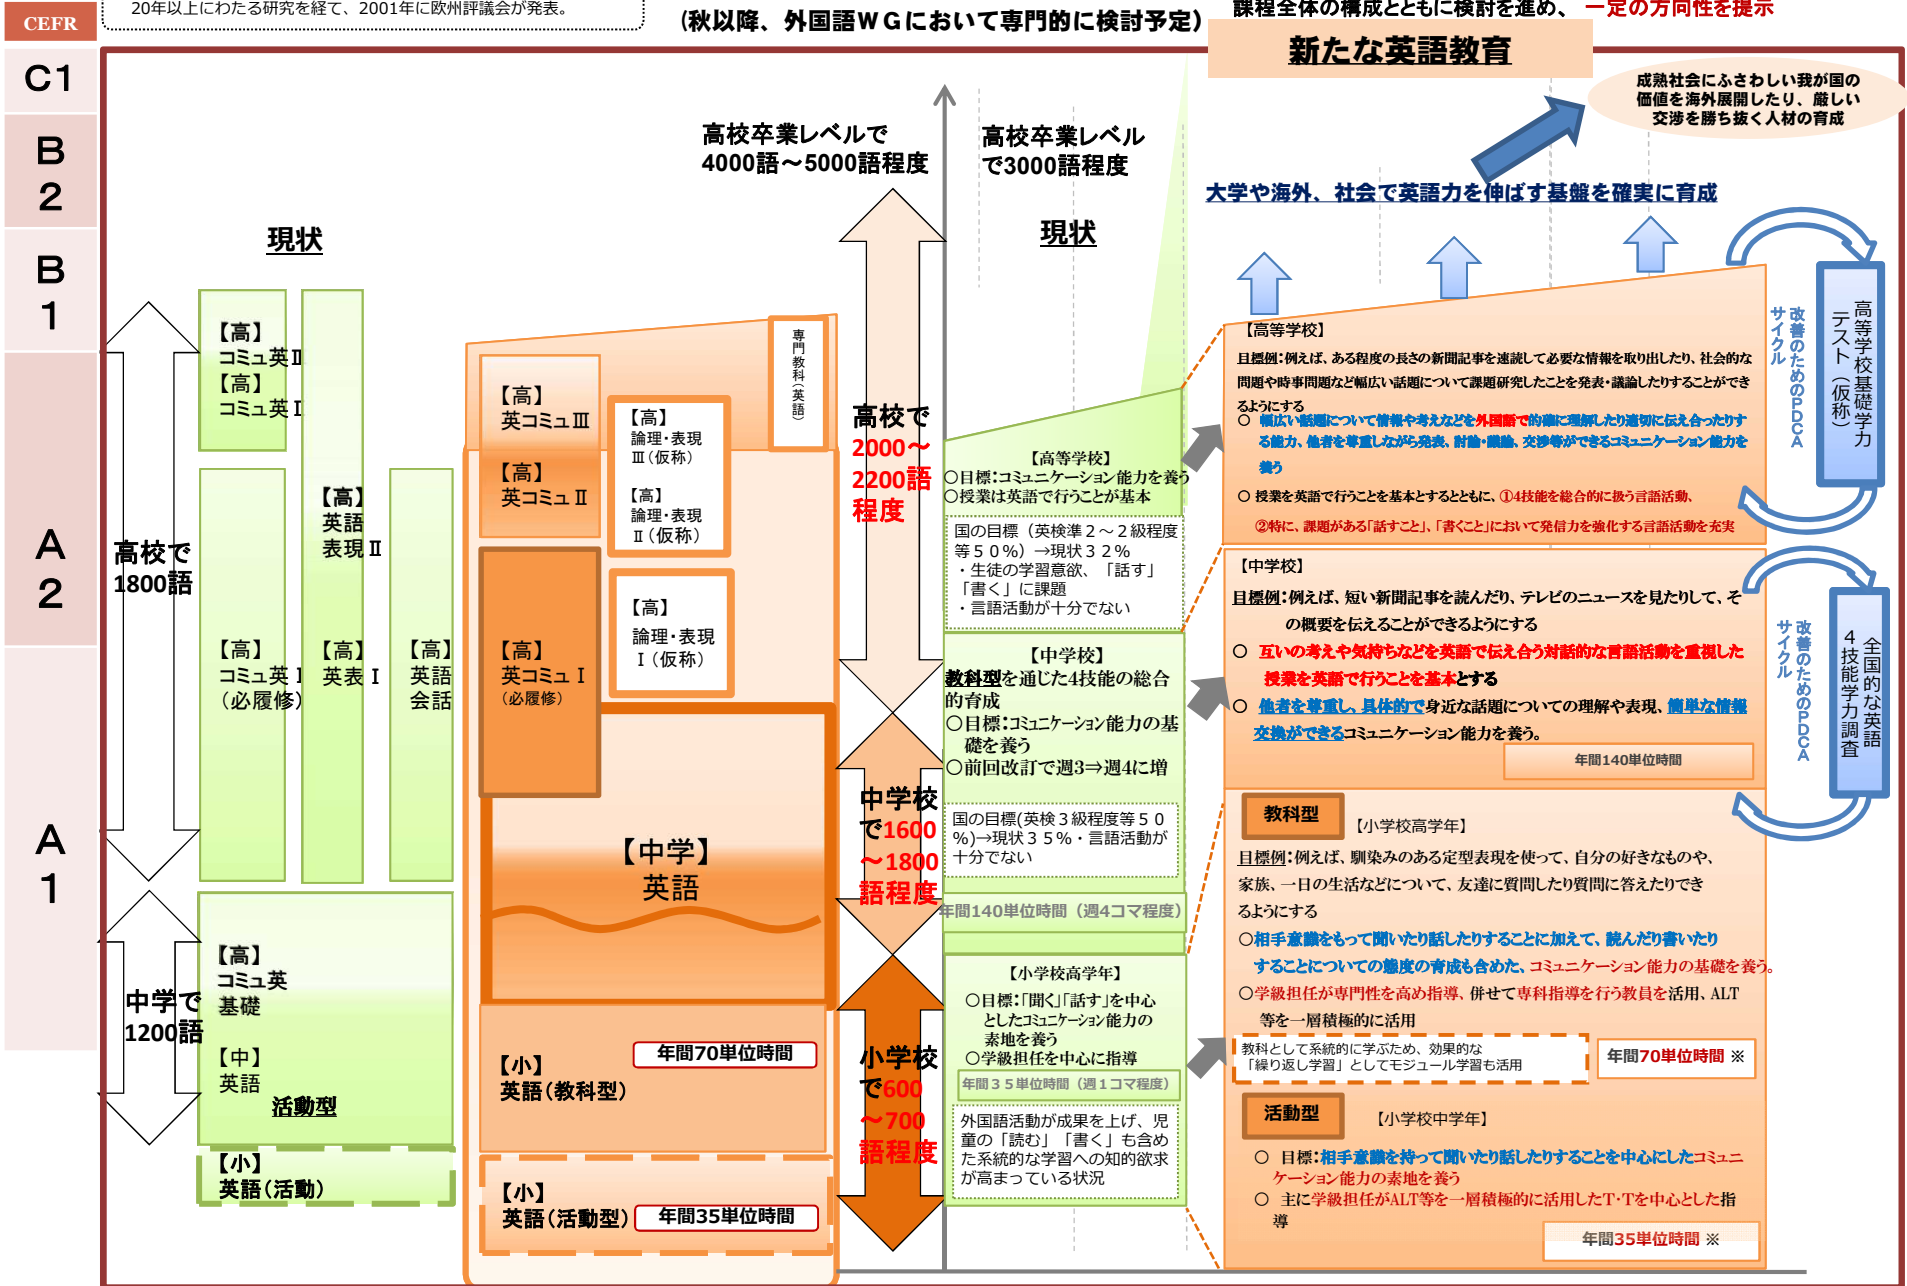 20年以上にわたる研究を経て、2001年に欧州評議会が発表。
(秋以降、外国語WGにおいて専門的に検討予定)
課程全体の構成とともに検討を進め、 一定の方向性を提示
CEFR
C1
B
2
B
1
A
2
A
1
新たな英語教育
成熟社会にふさわしい我が国の
価値を海外展開したり、厳しい
交渉を勝ち抜く人材の育成
大学や海外、社会で英語力を伸ばす基盤を確実に育成
現状
高校で
1800語
中学で
1200語
【高】
コミュ英Ⅱ
【高】
コミュ英Ⅰ
【高】
英語
表現Ⅱ
【高】
コミュ英Ⅰ
(必履修)
【高】
英表Ⅰ
【高】
英語
会話
【高】
コミュ英
基礎
【中】
英語
活動型
【小】
英語(活動)
専門教科(英語)
【高】
英コミュⅢ
【高】
英コミュⅡ
【高】
論理・表現
Ⅲ(仮称)
【高】
論理・表現
Ⅱ(仮称)
【高】
英コミュⅠ
(必履修)
【高】
論理・表現
Ⅰ(仮称)
【中学】
英語
【小】
英語(教科型)
年間70単位時間
【小】
英語(活動型)
年間35単位時間
高校卒業レベルで
4000語～5000語程度
高校で
2000～
2200語
程度
中学校
で1600
～1800
語程度
小学校
で600
～700
語程度
高校卒業レベル
で3000語程度
現状
【高等学校】
○目標：コミュニケーション能力を養う
○授業は英語で行うことが基本
国の目標（英検準２～２級程度
等５０％）→現状３２％
・生徒の学習意欲、「話す」
「書く」に課題
・言語活動が十分でない
【中学校】
教科型を通じた4技能の総合
的育成
○目標：コミュニケーション能力の基
礎を養う
○前回改訂で週3⇒週4に増
国の目標(英検３級程度等５０
％)→現状３５％・言語活動が
十分でない
年間140単位時間（週4コマ程度）
【小学校高学年】
○目標：「聞く」「話す」を中心
としたコミュニケーション能力の
素地を養う
○学級担任を中心に指導
年間３５単位時間（週１コマ程度）
外国語活動が成果を上げ、児
童の「読む」「書く」も含め
た系統的な学習への知的欲求
が高まっている状況
【高等学校】
目標例：例えば、ある程度の長さの新聞記事を速読して必要な情報を取り出したり、社会的な
問題や時事問題など幅広い話題について課題研究したことを発表・議論したりすることができ
るようにする
○ 幅広い話題について情報や考えなどを外国語で的確に理解したり適切に伝え合ったりす
る能力、他者を尊重しながら発表、討論・議論、交渉等ができるコミュニケーション能力を
養う
○ 授業を英語で行うことを基本とするとともに、①4技能を総合的に扱う言語活動、
②特に、課題がある「話すこと」、「書くこと」において発信力を強化する言語活動を充実
【中学校】
目標例：例えば、短い新聞記事を読んだり、テレビのニュースを見たりして、そ
の概要を伝えることができるようにする
○ 互いの考えや気持ちなどを英語で伝え合う対話的な言語活動を重視した
授業を英語で行うことを基本とする
○ 他者を尊重し、具体的で身近な話題についての理解や表現、簡単な情報
交換ができるコミュニケーション能力を養う。
年間140単位時間
教科型
【小学校高学年】
目標例：例えば、馴染みのある定型表現を使って、自分の好きなものや、
家族、一日の生活などについて、友達に質問したり質問に答えたりでき
るようにする
○相手意識をもって聞いたり話したりすることに加えて、読んだり書いたり
することについての態度の育成も含めた、コミュニケーション能力の基礎を養う。
○学級担任が専門性を高め指導、併せて専科指導を行う教員を活用、ALT
等を一層積極的に活用
教科として系統的に学ぶため、効果的な
「繰り返し学習」としてモジュール学習も活用
年間70単位時間 ※
活動型
【小学校中学年】
○ 目標：相手意識を持って聞いたり話したりすることを中心にしたコミュニ
ケーション能力の素地を養う
○ 主に学級担任がALT等を一層積極的に活用したT・Tを中心とした指
導
年間35単位時間 ※
高等学校基礎学力
テスト（仮称）
改善のためのPDCA
サイクル
全国的な英語
4技能学力調査
改善のためのPDCA
サイクル